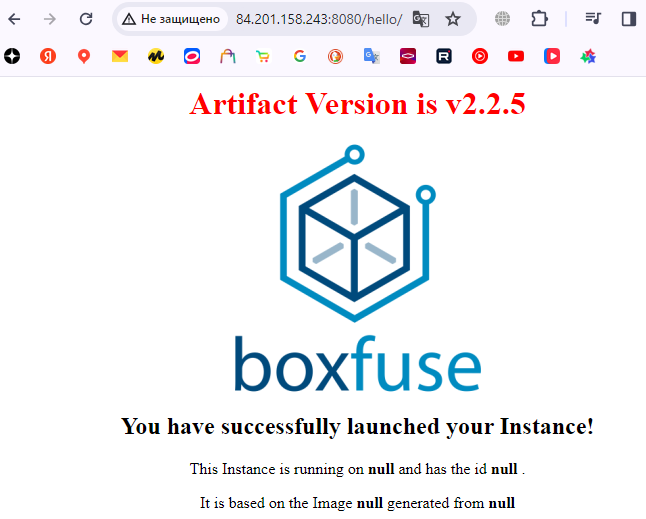 Не защищено 84.201.158.243:8080/hello/
Artifact Version is v2.2.5
boxfuse
You have successfully launched your Instance!
This Instance is running on null and has the id null .
It is based on the Image null generated from null